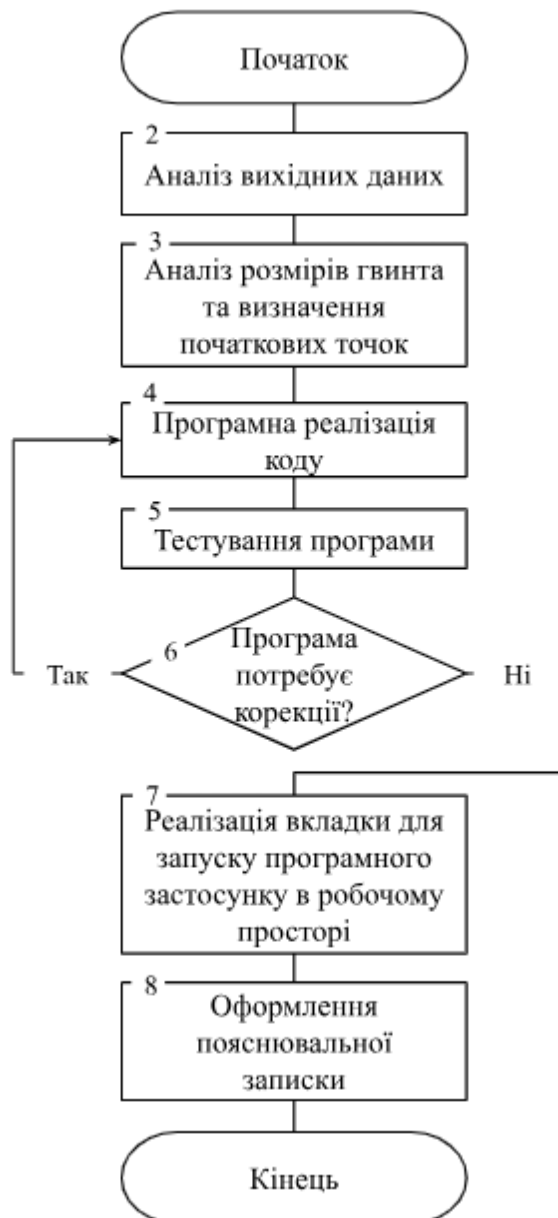 Початок
2
Аналіз вихідних даних
3
Аналіз розмірів гвинта
та визначення
початкових точок
4
Програмна реалізація
коду
5
Тестування програми
6
Програма
потребує
корекції?
Так
Ні
7
Реалізація вкладки для
запуску програмного
застосунку в робочому
просторі
8
Оформлення
пояснювальної
записки
Кінець